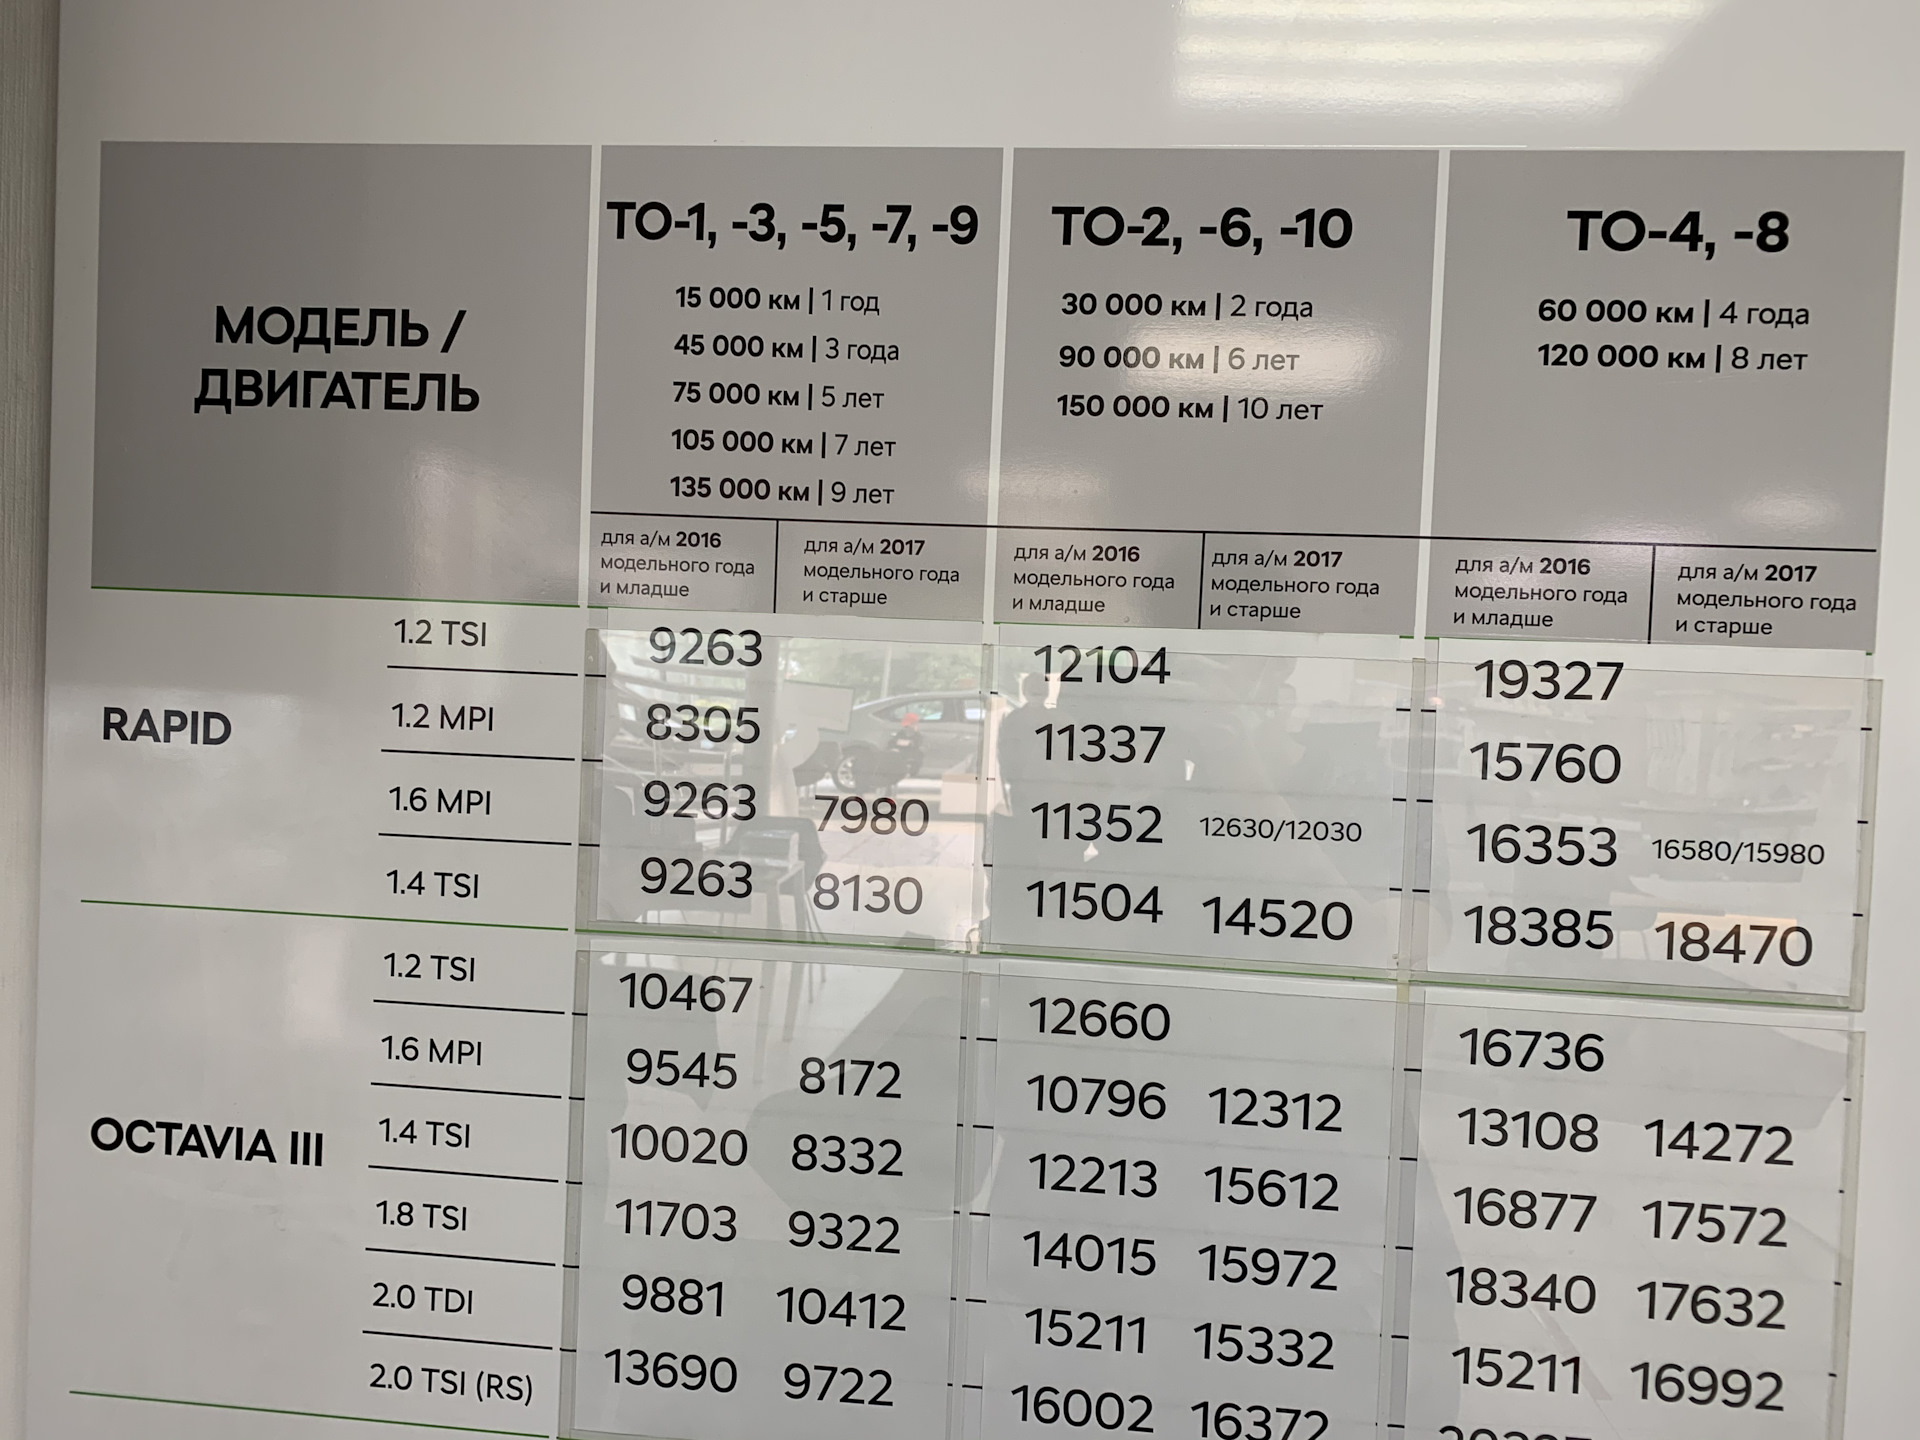 МОДЕЛЬ /
ДВИГАТЕЛЬ
ТО-1, -3, -5, -7, -9
15 000 км | 1 год
45 000 км | 3 года
75 000 км | 5 лет
105 000 км | 7 лет
135 000 км | 9 лет
для а/м 2016
модельного года
и младше
для а/м 2017
модельного года
и старше
ТО-2, -6, -10
30 000 км | 2 года
90 000 км | 6 лет
150 000 км | 10 лет
для а/м 2016
модельного года
и младше
для а/м 2017
модельного года
и старше
ТО-4, -8
60 000 км | 4 года
120 000 км | 8 лет
для а/м 2016
модельного года
и младше
для а/м 2017
модельного года
и старше
RAPID
1.2 TSI 9263 12104 19327
1.2 MPI 8305 11337 15760
1.6 MPI 9263 7980 11352 12630/12030 16353 16580/15980
1.4 TSI 9263 8130 11504 14520 18385 18470
OCTAVIA III
1.2 TSI 10467 12660 16736
1.6 MPI 9545 8172 10796 12312 13108 14272
1.4 TSI 10020 8332 12213 15612 16877 17572
1.8 TSI 11703 9322 14015 15972 18340 17632
2.0 TDI 9881 10412 15211 15332 15211 16992
2.0 TSI (RS) 13690 9722 16002 16372